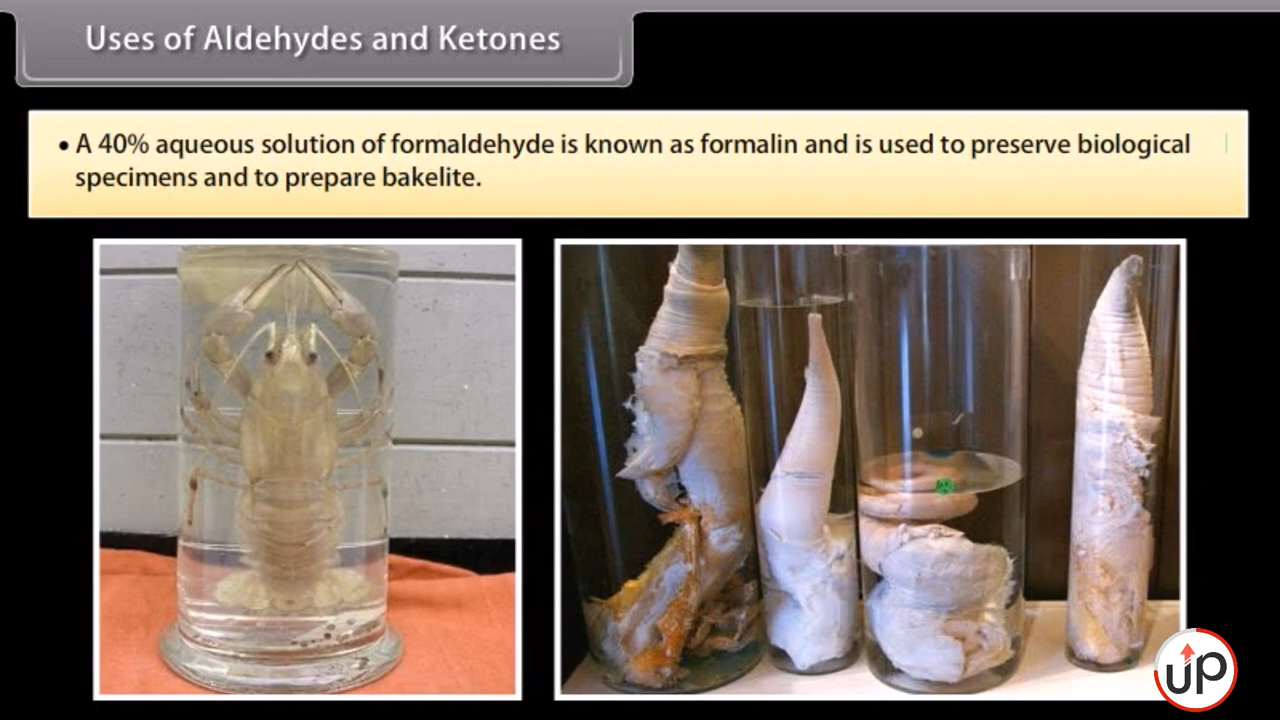 Uses of Aldehydes and Ketones
• A 40% aqueous solution of formaldehyde is known as formalin and is used to preserve biological
specimens and to prepare bakelite.
UP